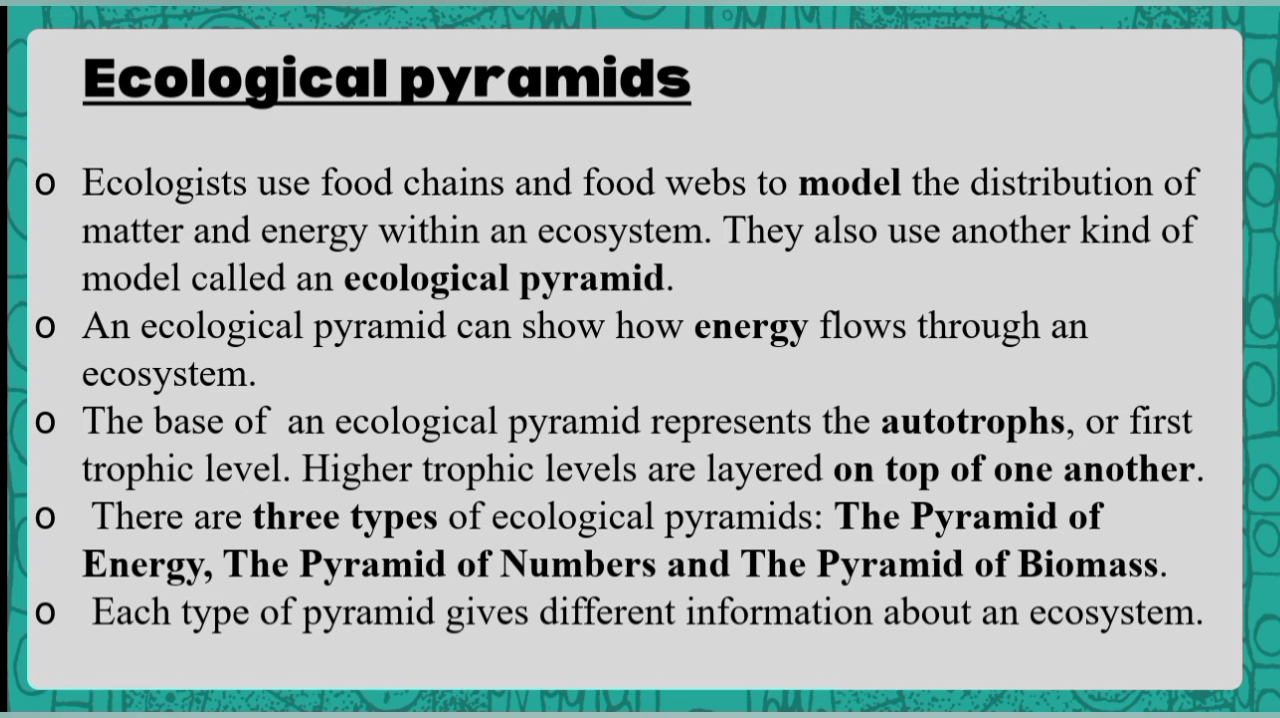 Ecological pyramids
o Ecologists use food chains and food webs to model the distribution of
matter and energy within an ecosystem. They also use another kind of
model called an ecological pyramid.
o An ecological pyramid can show how energy flows through an
ecosystem.
o The base of  an ecological pyramid represents the autotrophs, or first
trophic level. Higher trophic levels are layered on top of one another.
o There are three types of ecological pyramids: The Pyramid of
Energy, The Pyramid of Numbers and The Pyramid of Biomass.
o Each type of pyramid gives different information about an ecosystem.